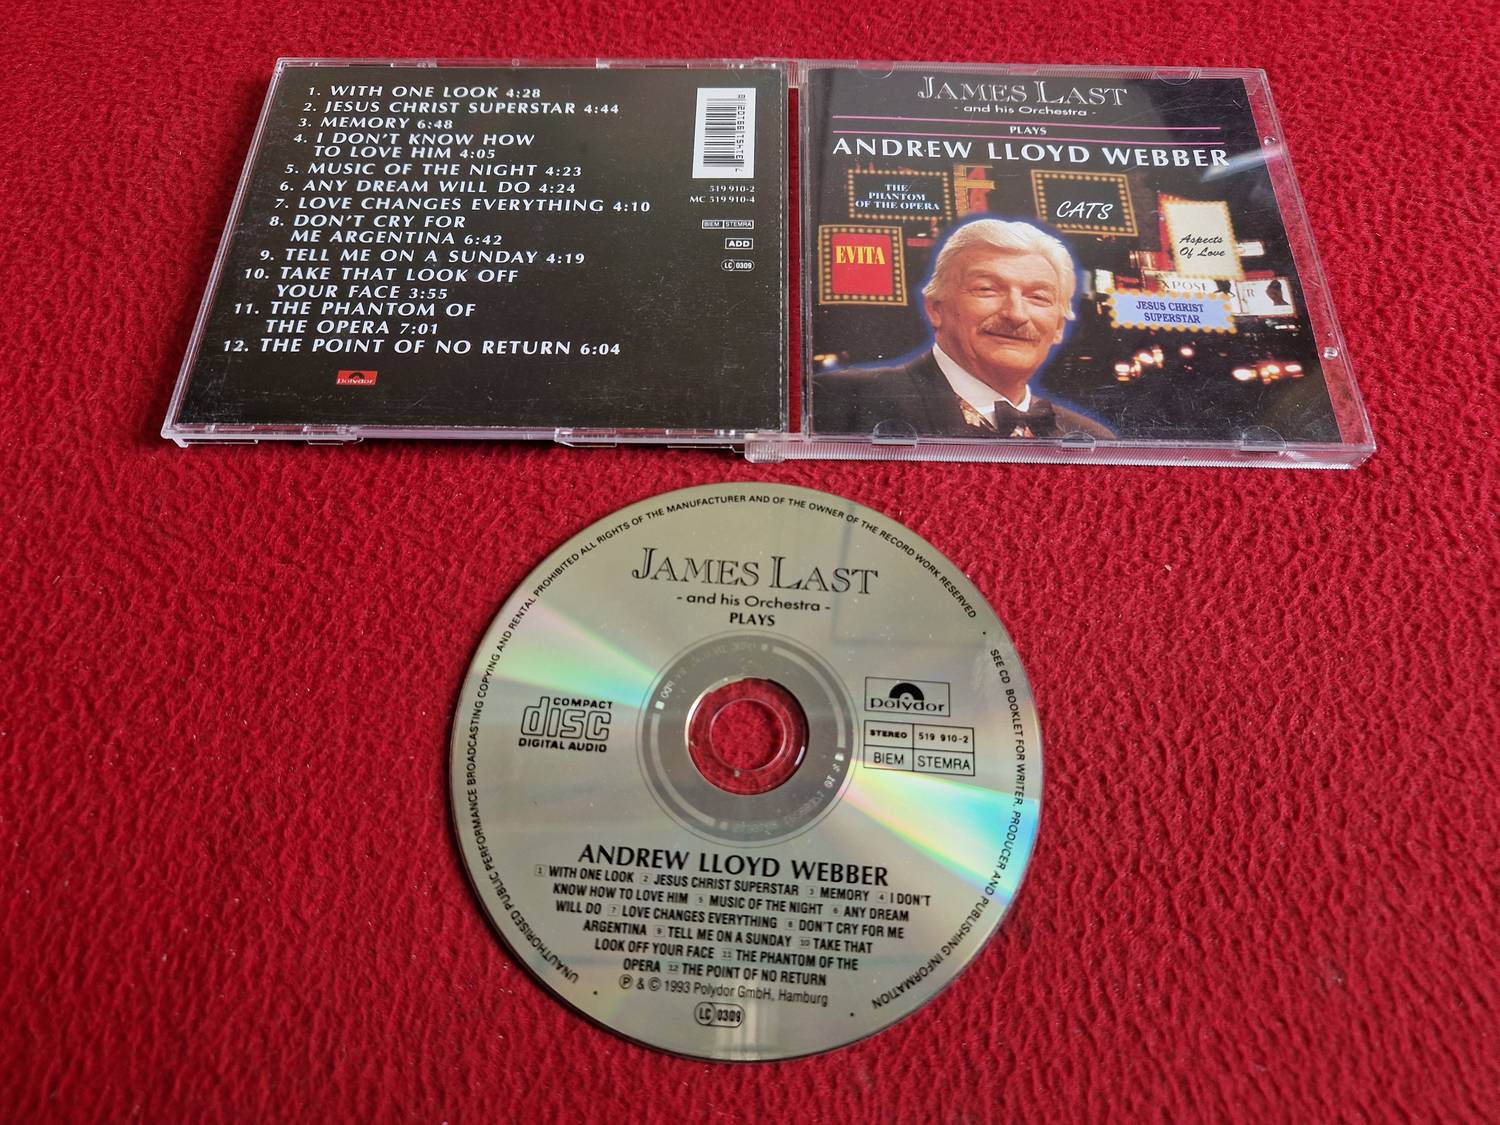 1. WITH ONE LOOK 4:28
2. JESUS CHRIST SUPERSTAR 4:44
3. MEMORY 6:48
4. I DON'T KNOW HOW
TO LOVE HIM 4:05
5. MUSIC OF THE NIGHT 4:23
6. ANY DREAM WILL DO 4:24
7. LOVE CHANGES EVERYTHING 4:10
8. DON'T CRY FOR
ME ARGENTINA 6:42
9. TELL ME ON A SUNDAY 4:19
10. TAKE THAT LOOK OFF
YOUR FACE 3:55
11. THE PHANTOM OF
THE OPERA 7:01
12. THE POINT OF NO RETURN 6:04
polydor
519 910-2
MC 519 910-4
BIEM STEMRA
ADD
LC 0309
JAMES LAST
- and his Orchestra -
PLAYS
ANDREW LLOYD WEBBER
THE
PHANTOM
OF THE OPERA
CATS
EVITA
Aspects
Of Love
JESUS CHRIST
SUPERSTAR
UNAUTHORISED PUBLIC PERFORMANCE BROADCASTING COPYING AND RENTAL PROHIBITED ALL RIGHTS OF THE MANUFACTURER AND OF THE OWNER OF THE RECORD WORK RESERVED
SEE CD BOOKLET FOR WRITER, PRODUCER AND PUBLISHING INFORMATION
JAMES LAST
- and his Orchestra -
PLAYS
COMPACT
disc
DIGITAL AUDIO
polydor
STEREO 519 910-2
BIEM STEMRA
ANDREW LLOYD WEBBER
1 WITH ONE LOOK 2 JESUS CHRIST SUPERSTAR 3 MEMORY 4 I DON'T
KNOW HOW TO LOVE HIM 5 MUSIC OF THE NIGHT 6 ANY DREAM
WILL DO 7 LOVE CHANGES EVERYTHING 8 DON'T CRY FOR ME
ARGENTINA 9 TELL ME ON A SUNDAY 10 TAKE THAT
LOOK OFF YOUR FACE 11 THE PHANTOM OF THE
OPERA 12 THE POINT OF NO RETURN
℗ & © 1993 Polydor GmbH, Hamburg
LC 0309